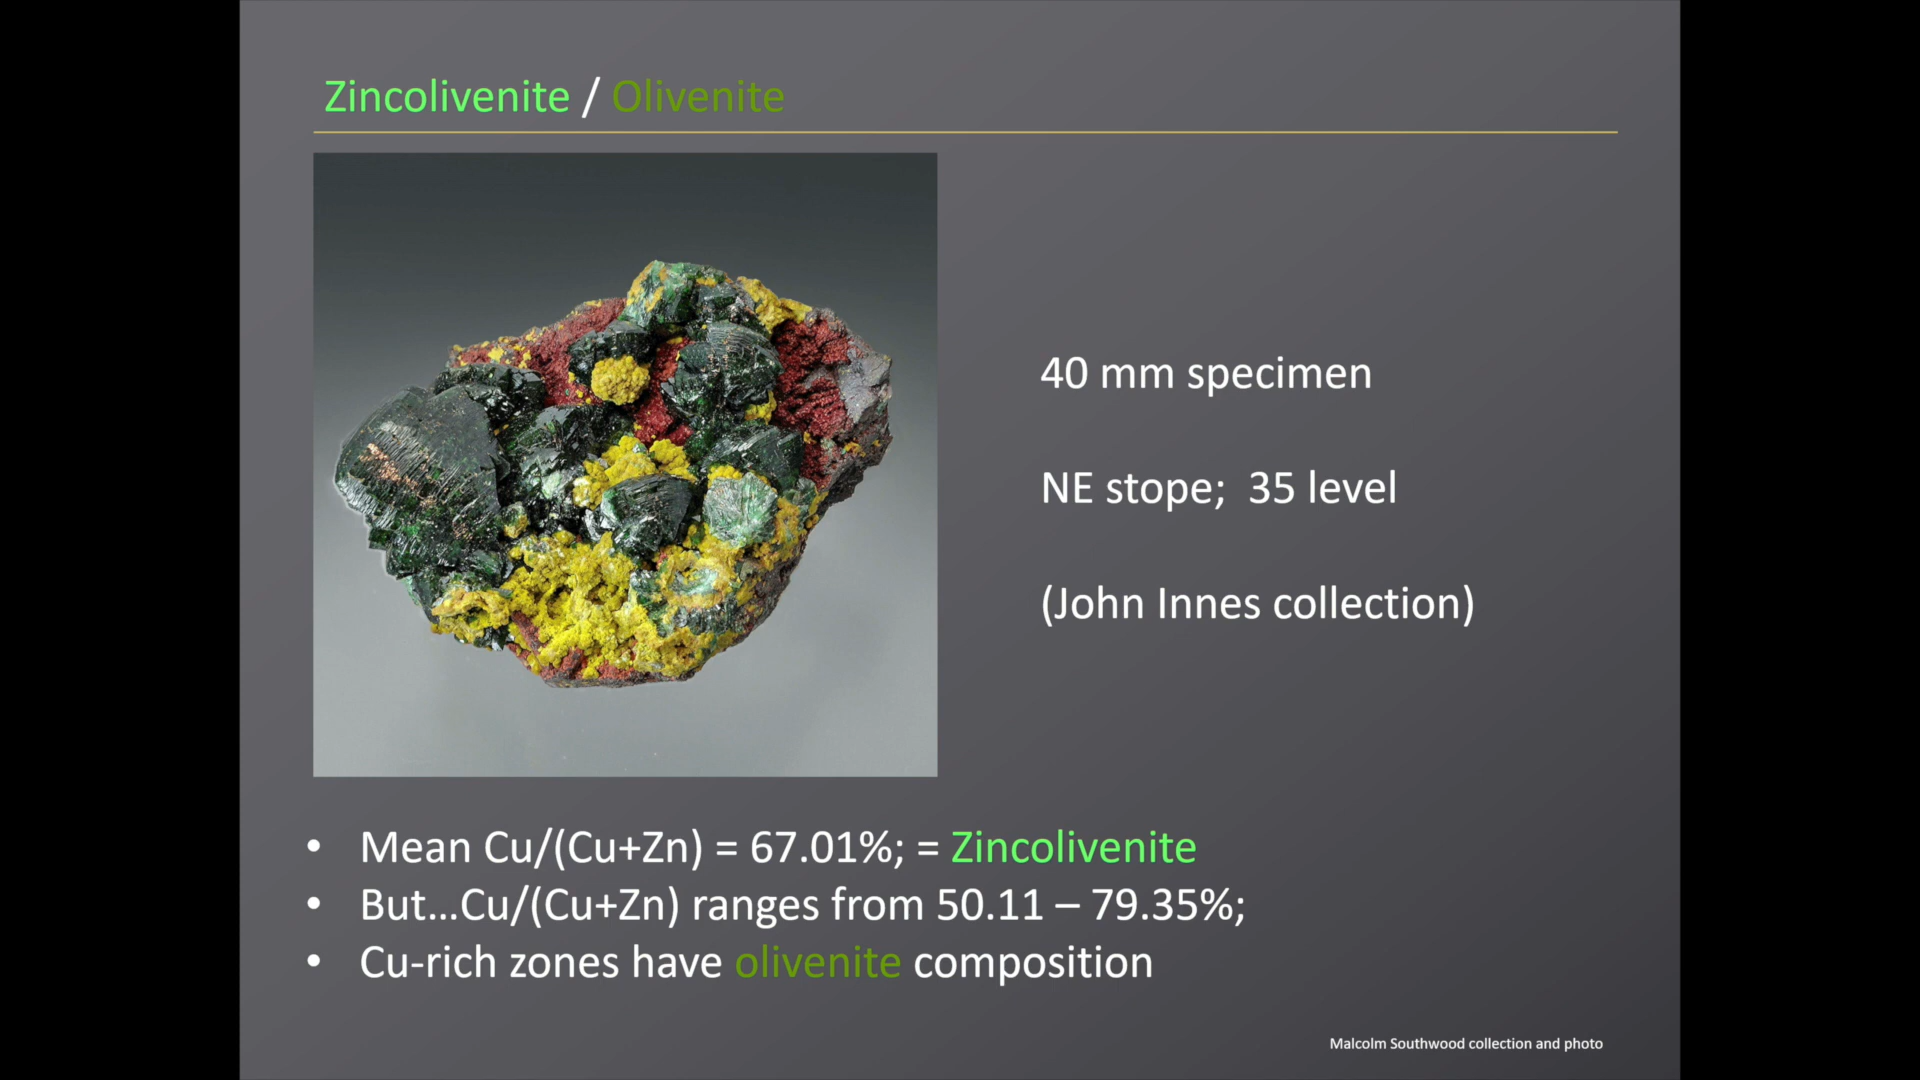 Zincolivenite / Olivenite
40 mm specimen
NE stope; 35 level
(John Innes collection)
• Mean Cu/(Cu+Zn) = 67.01%; = Zincolivenite
• But...Cu/(Cu+Zn) ranges from 50.11 – 79.35%;
• Cu-rich zones have olivenite composition
Malcolm Southwood collection and photo